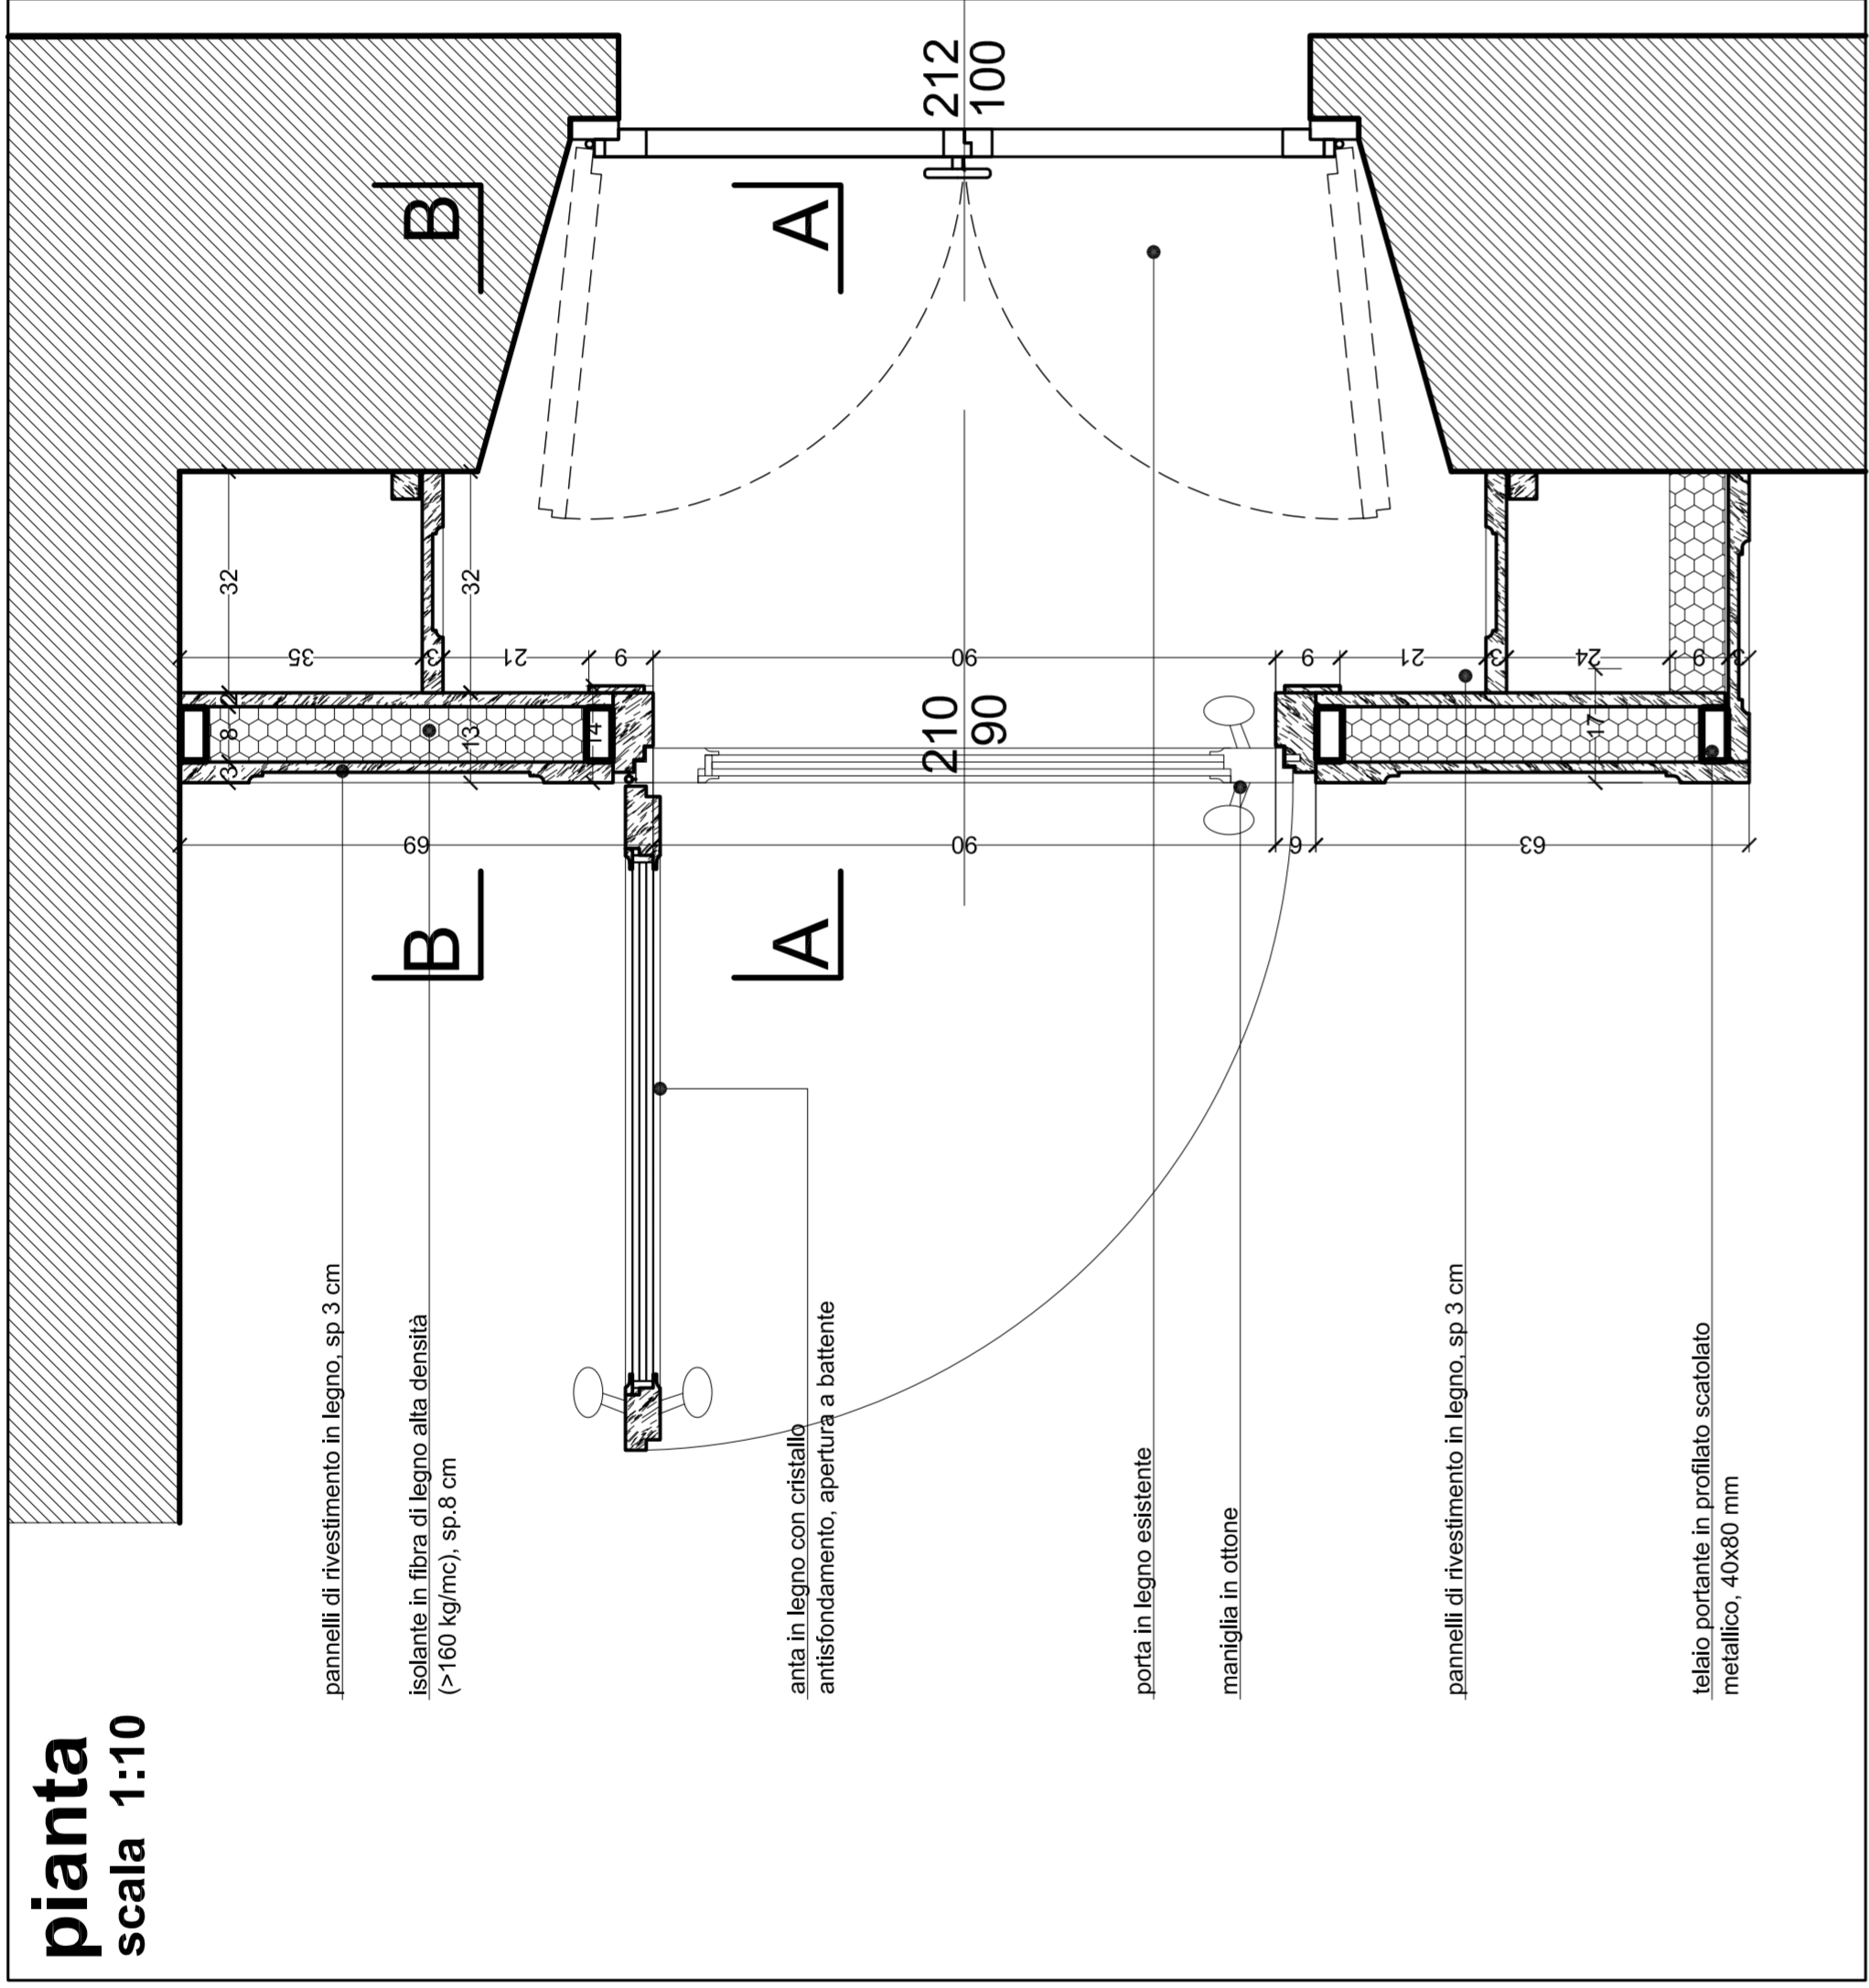 pianta
scala 1:10
pannelli di rivestimento in legno, sp 3 cm
isolante in fibra di legno alta densità
(>160 kg/mc), sp.8 cm
anta in legno con cristallo
antisfondamento, apertura a battente
porta in legno esistente
maniglia in ottone
pannelli di rivestimento in legno, sp 3 cm
telaio portante in profilato scatolato
metallico, 40x80 mm
B
B
A
A
212
100
210
90
32
32
35
3
21
9
90
9
21
3
24
9
3
2
8
3
13
14
17
69
90
6
63